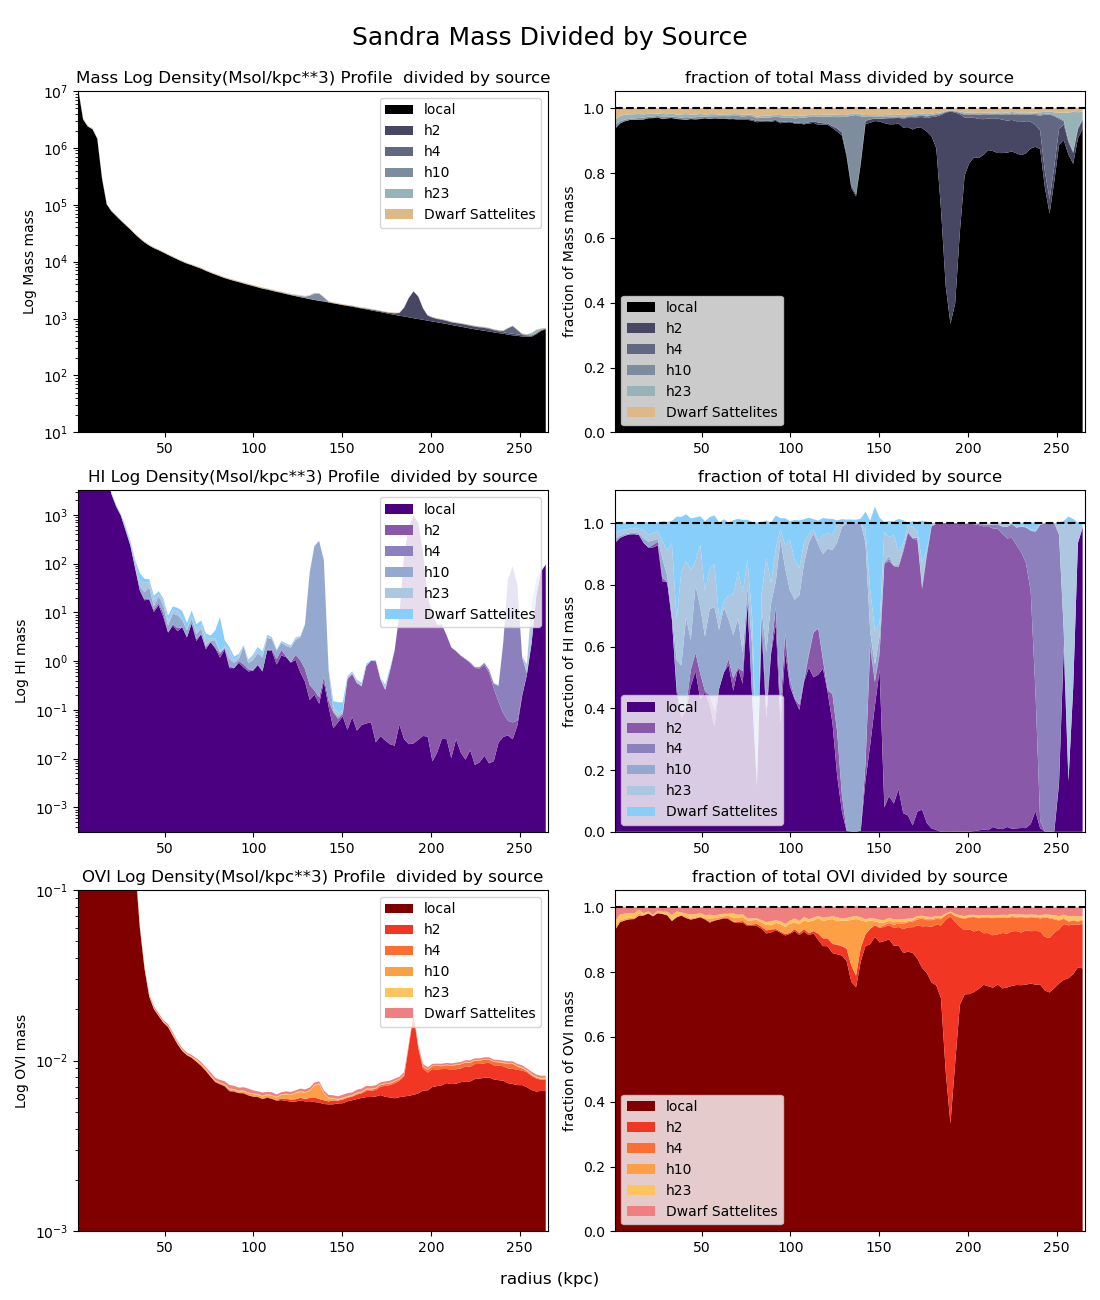 Sandra Mass Divided by Source
Mass Log Density(Msol/kpc**3) Profile  divided by source
Log Mass mass
10^7
10^6
10^5
10^4
10^3
10^2
10^1
50 100 150 200 250
local
h2
h4
h10
h23
Dwarf Sattelites
fraction of total Mass divided by source
fraction of Mass mass
1.0
0.8
0.6
0.4
0.2
0.0
50 100 150 200 250
local
h2
h4
h10
h23
Dwarf Sattelites
HI Log Density(Msol/kpc**3) Profile  divided by source
Log HI mass
10^3
10^2
10^1
10^0
10^−1
10^−2
10^−3
50 100 150 200 250
local
h2
h4
h10
h23
Dwarf Sattelites
fraction of total HI divided by source
fraction of HI mass
1.0
0.8
0.6
0.4
0.2
0.0
50 100 150 200 250
local
h2
h4
h10
h23
Dwarf Sattelites
OVI Log Density(Msol/kpc**3) Profile  divided by source
Log OVI mass
10^−1
10^−2
10^−3
50 100 150 200 250
local
h2
h4
h10
h23
Dwarf Sattelites
fraction of total OVI divided by source
fraction of OVI mass
1.0
0.8
0.6
0.4
0.2
0.0
50 100 150 200 250
local
h2
h4
h10
h23
Dwarf Sattelites
radius (kpc)